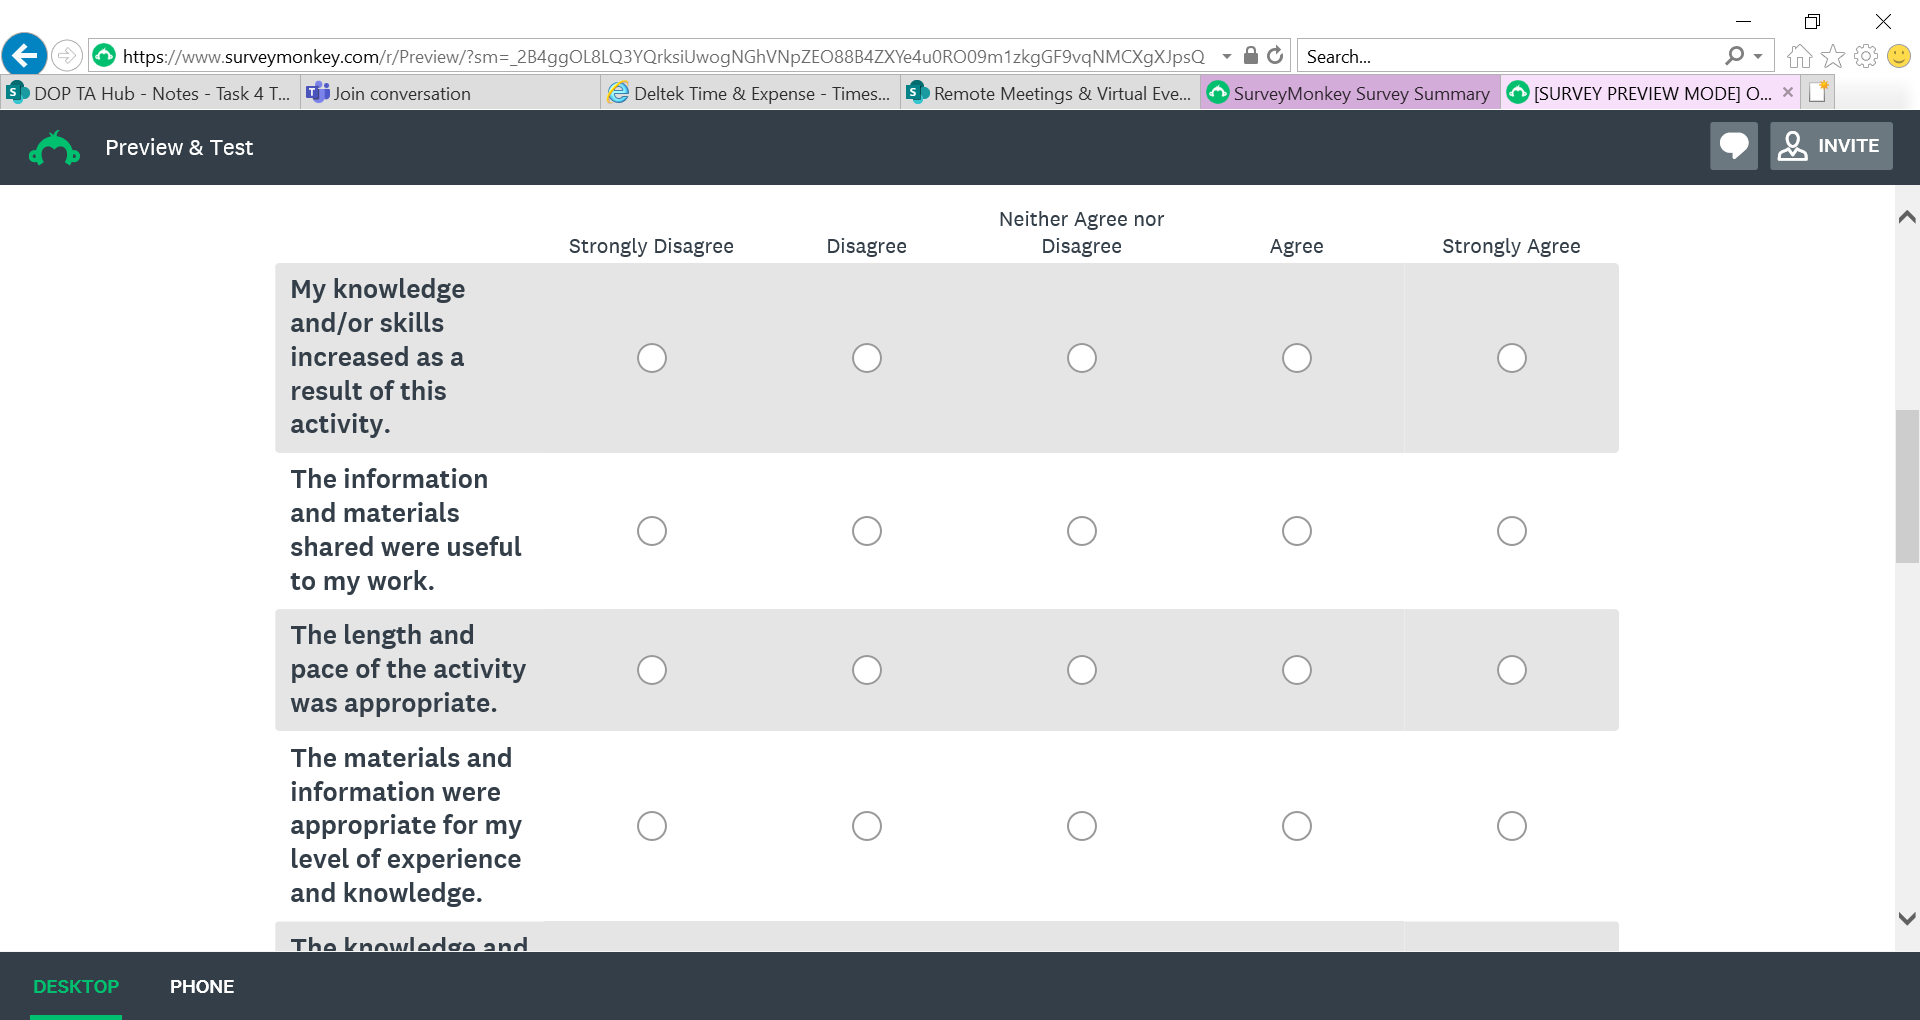 https://www.surveymonkey.com/r/Preview/?sm=_2B4ggOL8LQ3YQrksiUwogNGhVNpZEO88B4ZXYe4u0RO09m1zkgGF9vqNMCXgXJpsQ
Search...
DOP TA Hub - Notes - Task 4 T...
Join conversation
Deltek Time & Expense - Times...
Remote Meetings & Virtual Eve...
SurveyMonkey Survey Summary
[SURVEY PREVIEW MODE] O...
Preview & Test
INVITE
Neither Agree nor
Strongly Disagree Disagree Disagree Agree Strongly Agree
My knowledge
and/or skills
increased as a
result of this
activity.
The information
and materials
shared were useful
to my work.
The length and
pace of the activity
was appropriate.
The materials and
information were
appropriate for my
level of experience
and knowledge.
The knowledge and
DESKTOP PHONE